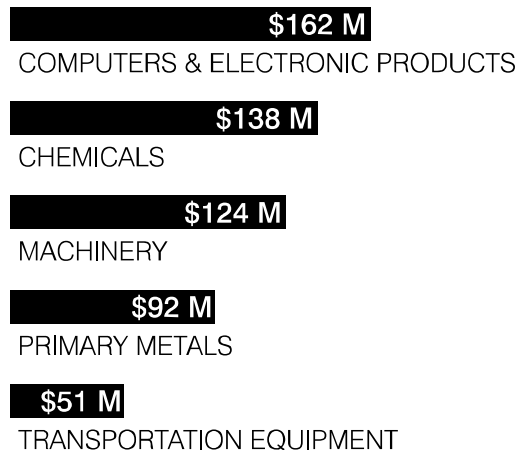 $162 M
COMPUTERS & ELECTRONIC PRODUCTS
$138 M
CHEMICALS
$124 M
MACHINERY
$92 M
PRIMARY METALS
$51 M
TRANSPORTATION EQUIPMENT